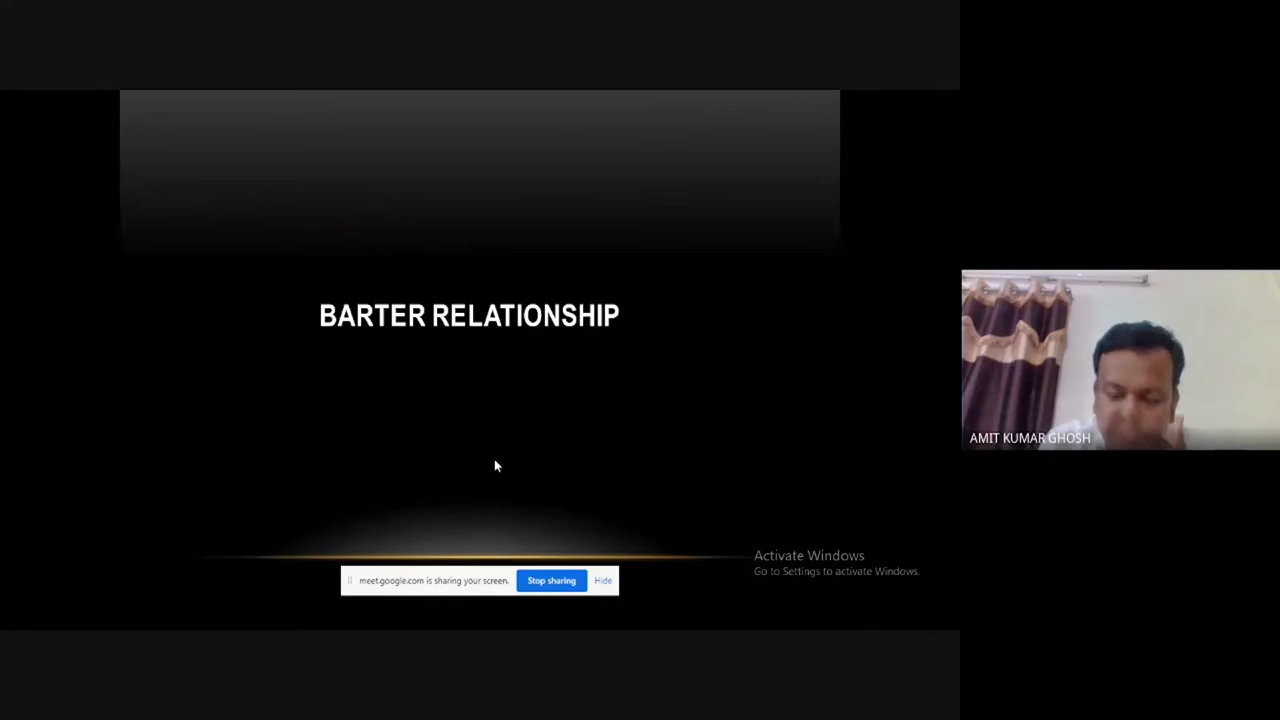 BARTER RELATIONSHIP
AMIT KUMAR GHOSH
Activate Windows
Go to Settings to activate Windows.
meet.google.com is sharing your screen.
Stop sharing
Hide